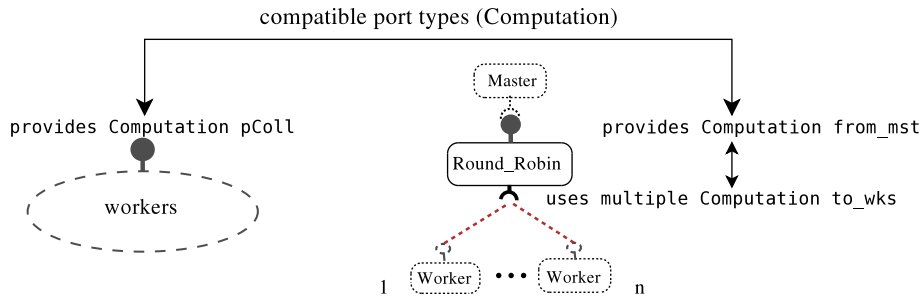 compatible port types (Computation)
Master
provides Computation pColl
provides Computation from_mst
Round_Robin
uses multiple Computation to_wks
workers
1
Worker
•••
Worker
n